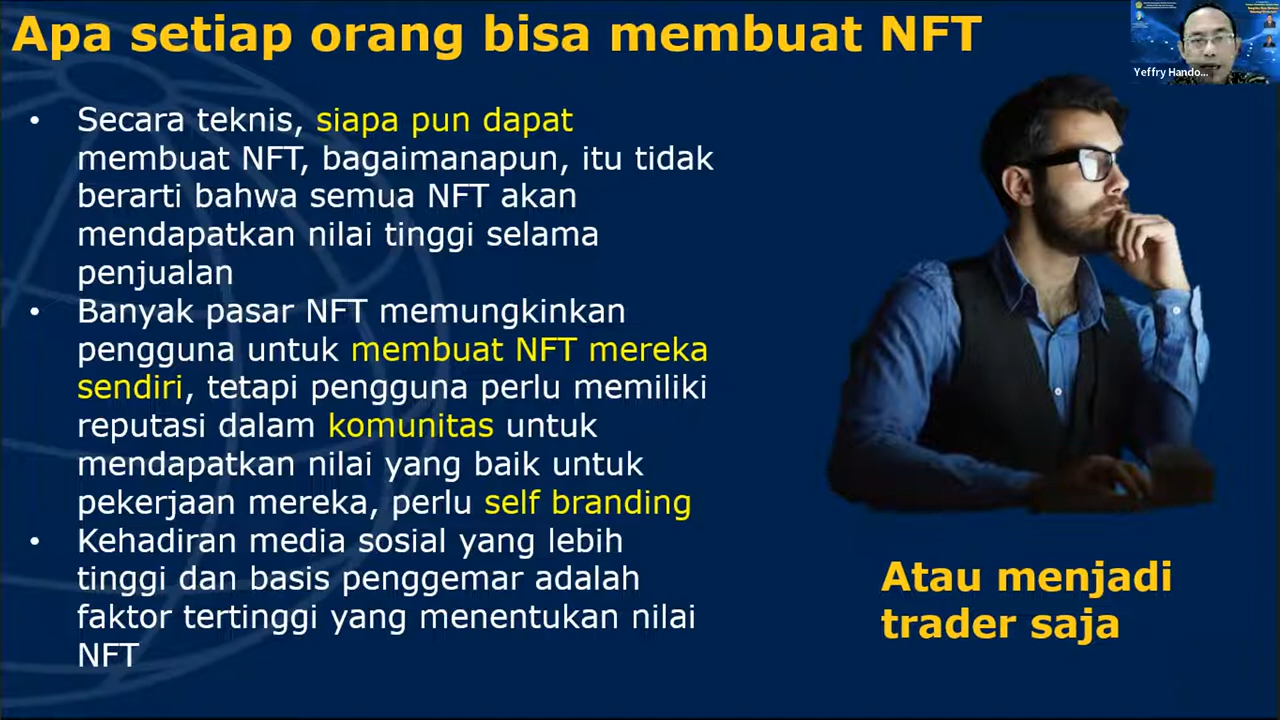 Apa setiap orang bisa membuat NFT
Yeffry Hando...
• Secara teknis, siapa pun dapat
membuat NFT, bagaimanapun, itu tidak
berarti bahwa semua NFT akan
mendapatkan nilai tinggi selama
penjualan
• Banyak pasar NFT memungkinkan
pengguna untuk membuat NFT mereka
sendiri, tetapi pengguna perlu memiliki
reputasi dalam komunitas untuk
mendapatkan nilai yang baik untuk
pekerjaan mereka, perlu self branding
• Kehadiran media sosial yang lebih
tinggi dan basis penggemar adalah
faktor tertinggi yang menentukan nilai
NFT
Atau menjadi
trader saja